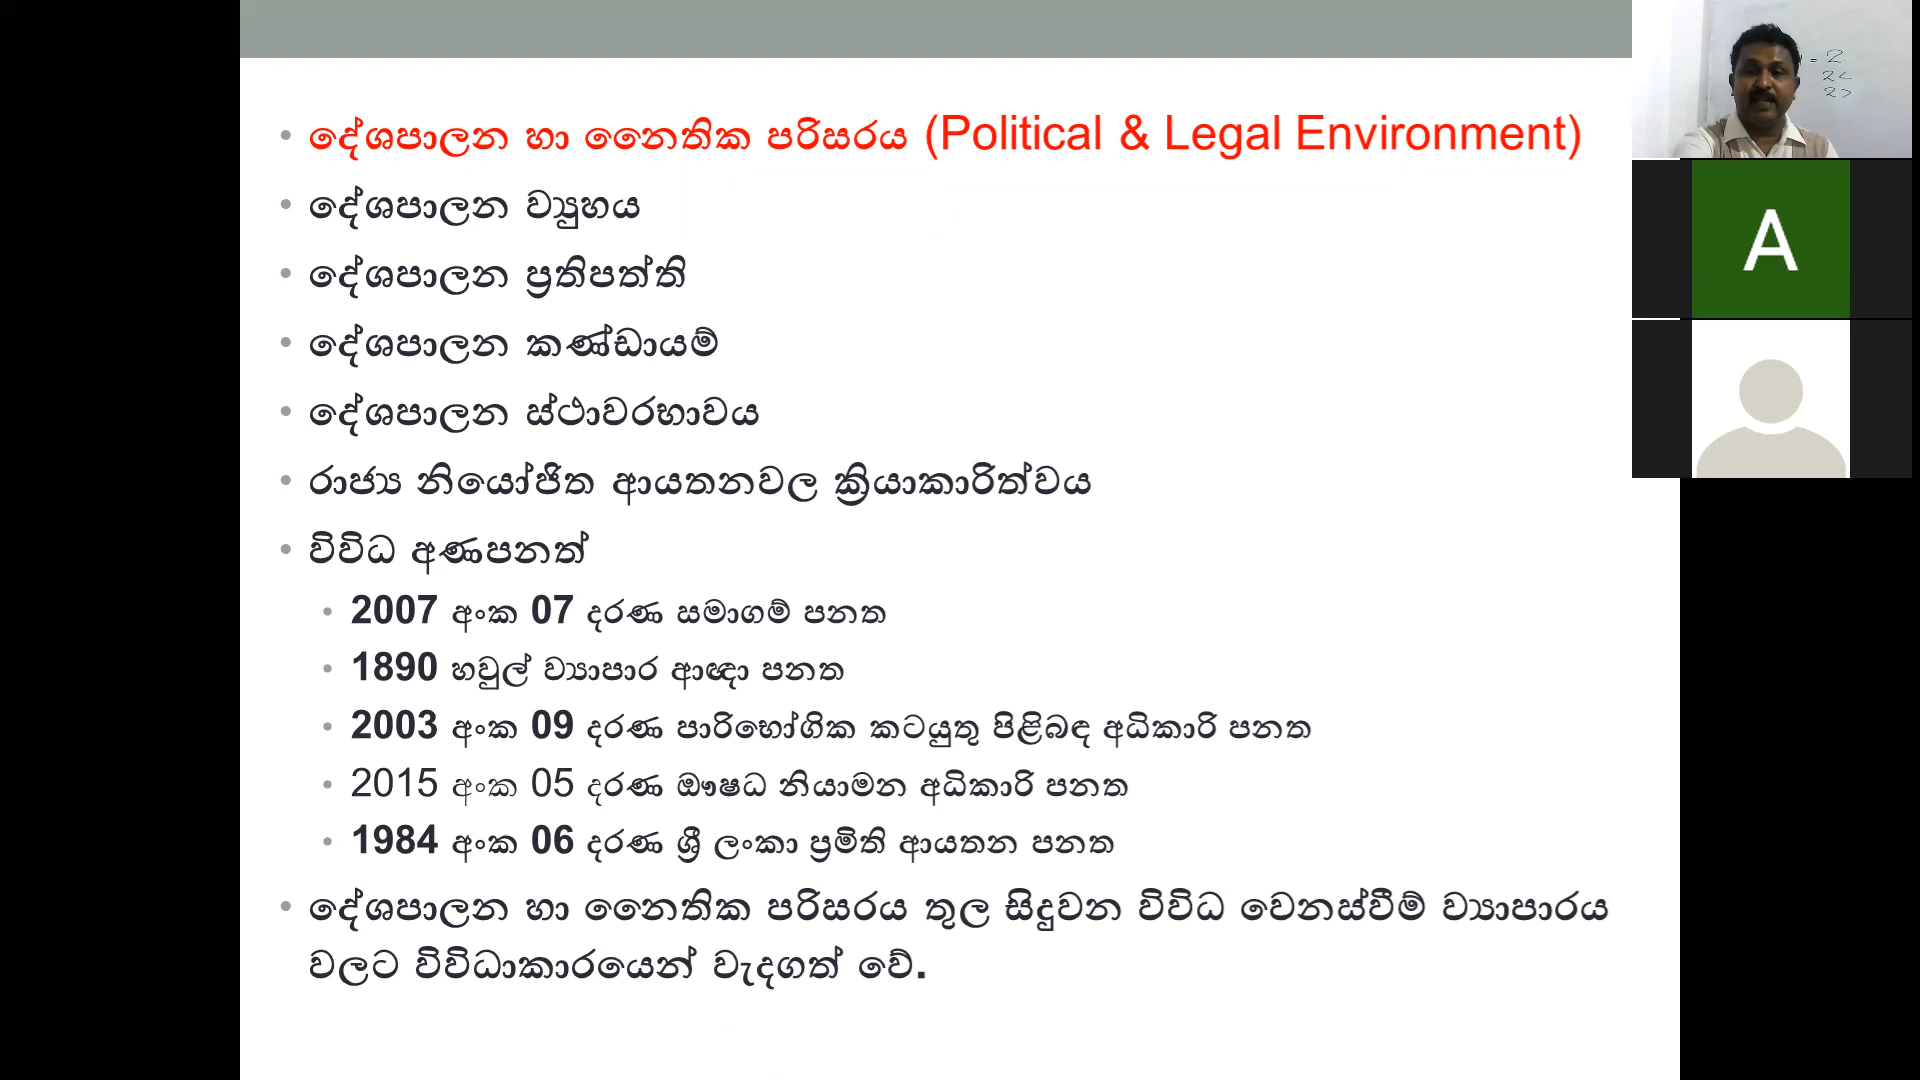 දේශපාලන හා නෛතික පරිසරය (Political & Legal Environment)
දේශපාලන ව්‍යුහය
දේශපාලන ප්‍රතිපත්ති
දේශපාලන කණ්ඩායම්
දේශපාලන ස්ථාවරභාවය
රාජ්‍ය නියෝජිත ආයතනවල ක්‍රියාකාරිත්වය
විවිධ අණපනත්
2007 අංක 07 දරණ සමාගම් පනත
1890 හවුල් ව්‍යාපාර ආඥා පනත
2003 අංක 09 දරණ පාරිභෝගික කටයුතු පිළිබඳ අධිකාරි පනත
2015 අංක 05 දරණ ඖෂධ නියාමන අධිකාරි පනත
1984 අංක 06 දරණ ශ්‍රී ලංකා ප්‍රමිති ආයතන පනත
දේශපාලන හා නෛතික පරිසරය තුල සිදුවන විවිධ වෙනස්වීම් ව්‍යාපාරය
වලට විවිධාකාරයෙන් වැදගත් වේ.
= 2
2<
2>
A